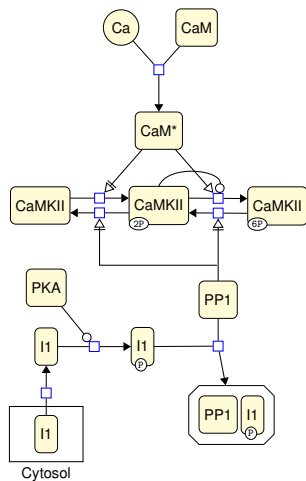 Ca CaM
CaM*
CaMKII CaMKII CaMKII
2P 6P
PKA PP1
I1 I1
P
PP1 I1
P
I1
Cytosol